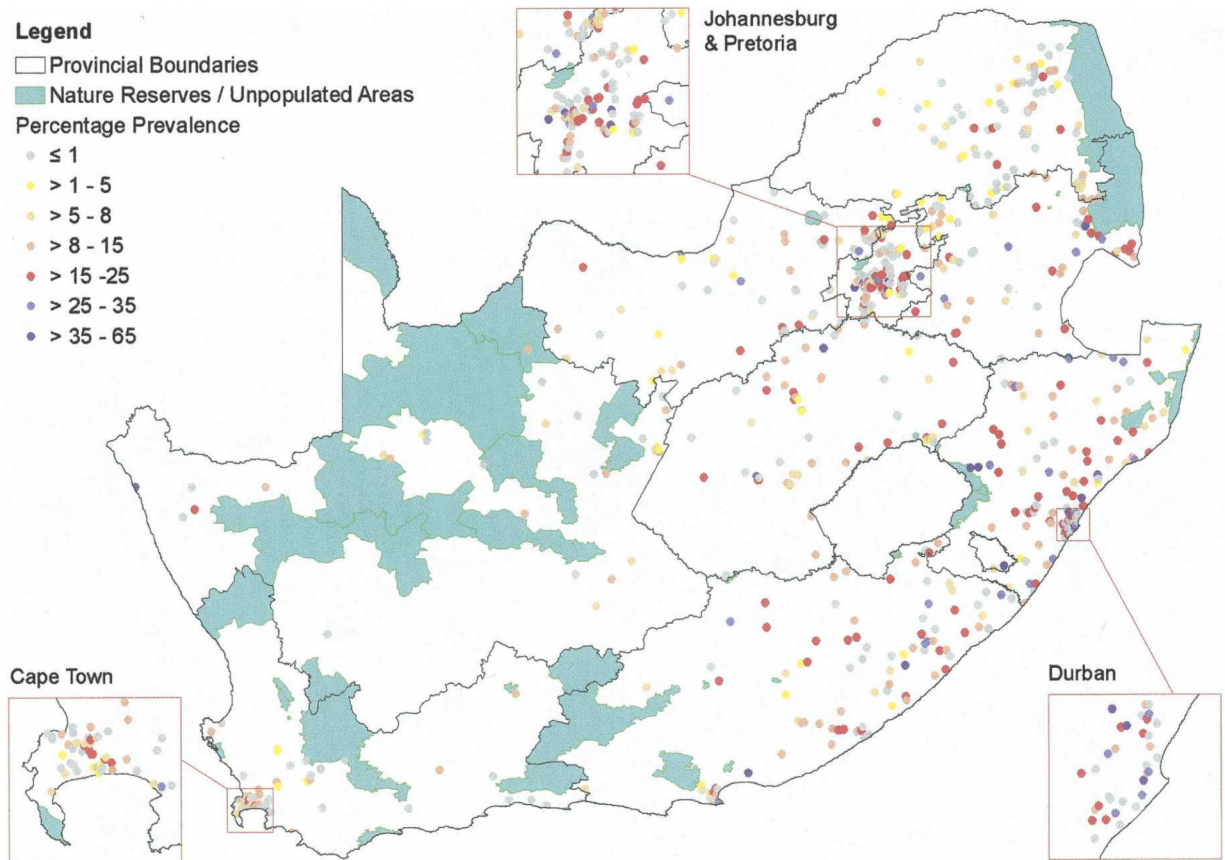 Legend
Provincial Boundaries
Nature Reserves / Unpopulated Areas
Percentage Prevalence
≤ 1
> 1 - 5
> 5 - 8
> 8 - 15
> 15 -25
> 25 - 35
> 35 - 65
Johannesburg
& Pretoria
Cape Town
Durban